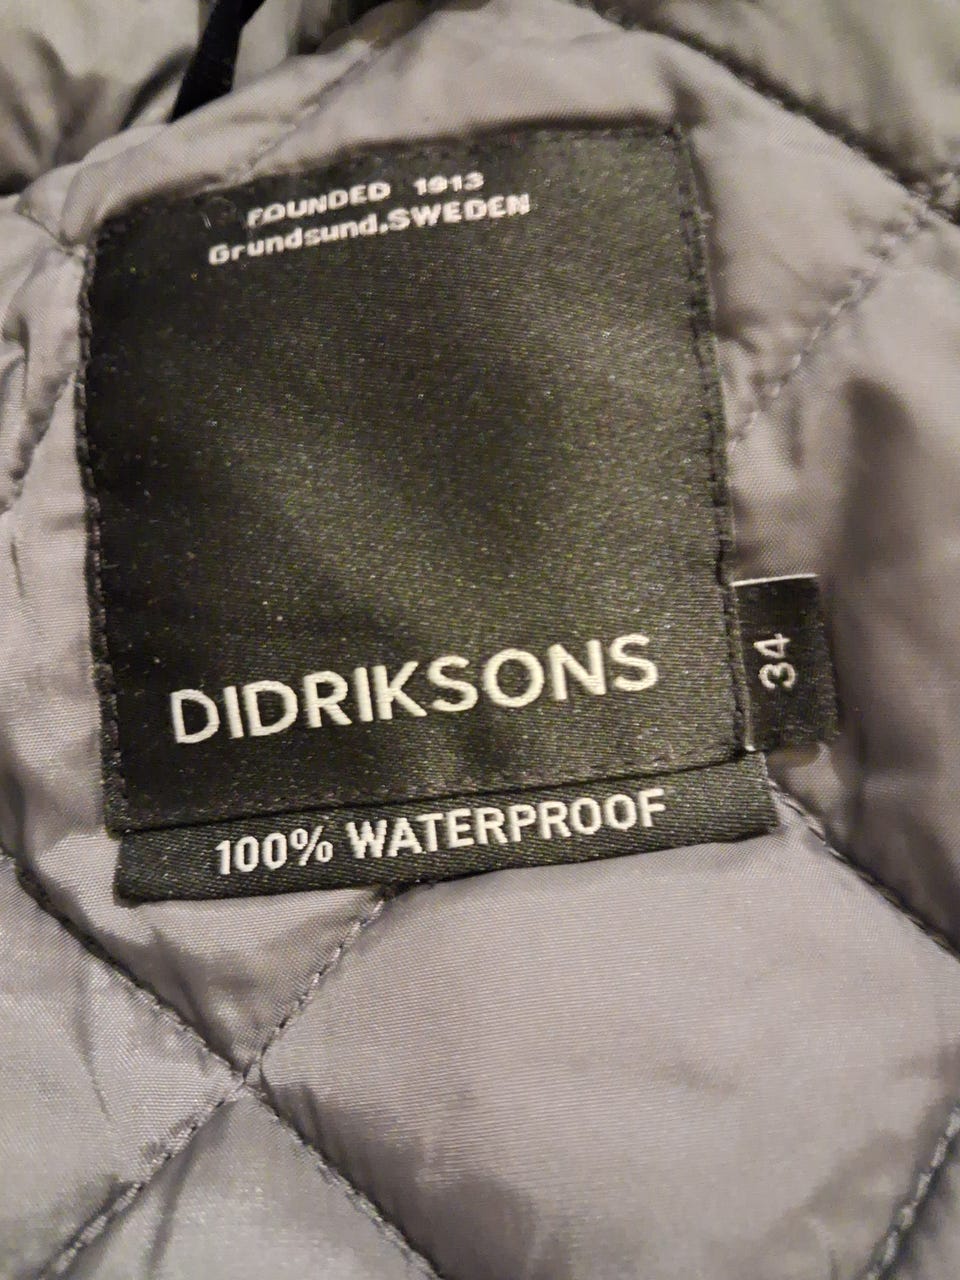 FOUNDED 1913
Grundsund.SWEDEN
DIDRIKSONS
34
100% WATERPROOF